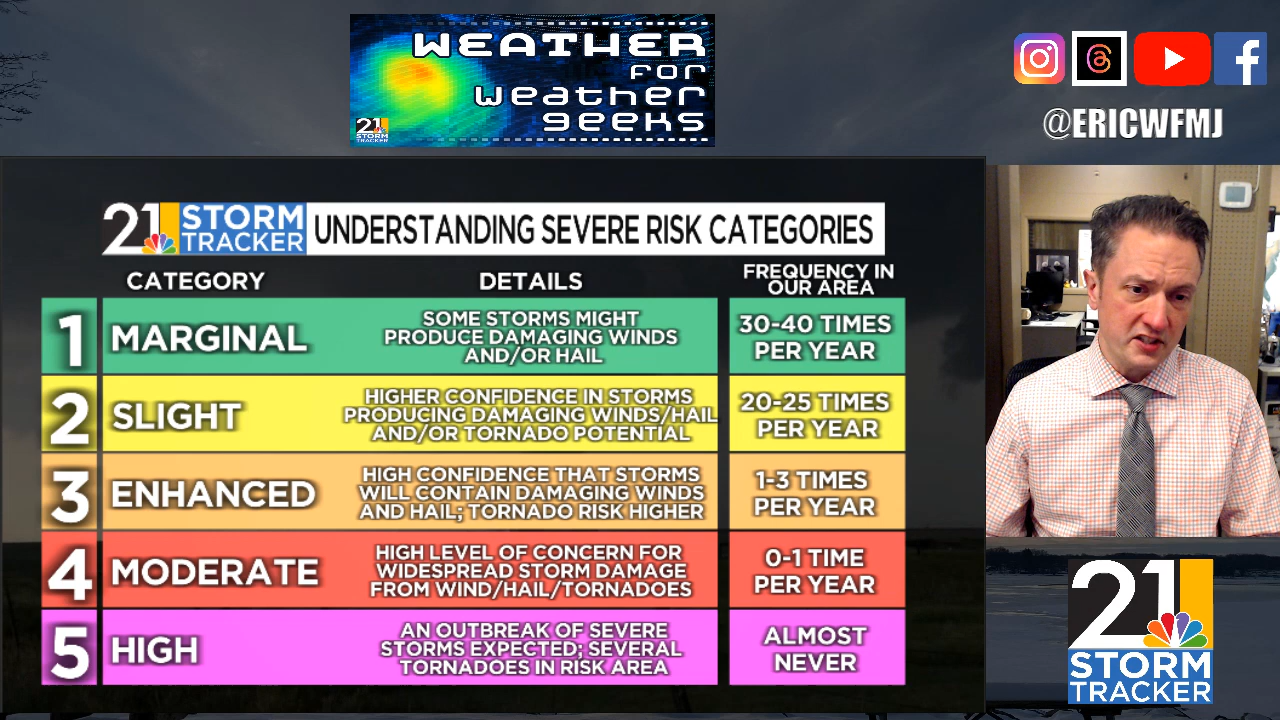 WEATHER
FOR
WEATHER
GEEKS
21
STORM
TRACKER
@ERICWFMJ
21 STORM TRACKER
UNDERSTANDING SEVERE RISK CATEGORIES
CATEGORY
DETAILS
FREQUENCY IN
OUR AREA
1
MARGINAL
SOME STORMS MIGHT
PRODUCE DAMAGING WINDS
AND/OR HAIL
30-40 TIMES
PER YEAR
2
SLIGHT
HIGHER CONFIDENCE IN STORMS
PRODUCING DAMAGING WINDS/HAIL
AND/OR TORNADO POTENTIAL
20-25 TIMES
PER YEAR
3
ENHANCED
HIGH CONFIDENCE THAT STORMS
WILL CONTAIN DAMAGING WINDS
AND HAIL; TORNADO RISK HIGHER
1-3 TIMES
PER YEAR
4
MODERATE
HIGH LEVEL OF CONCERN FOR
WIDESPREAD STORM DAMAGE
FROM WIND/HAIL/TORNADOES
0-1 TIME
PER YEAR
5
HIGH
AN OUTBREAK OF SEVERE
STORMS EXPECTED; SEVERAL
TORNADOES IN RISK AREA
ALMOST
NEVER
21
STORM
TRACKER